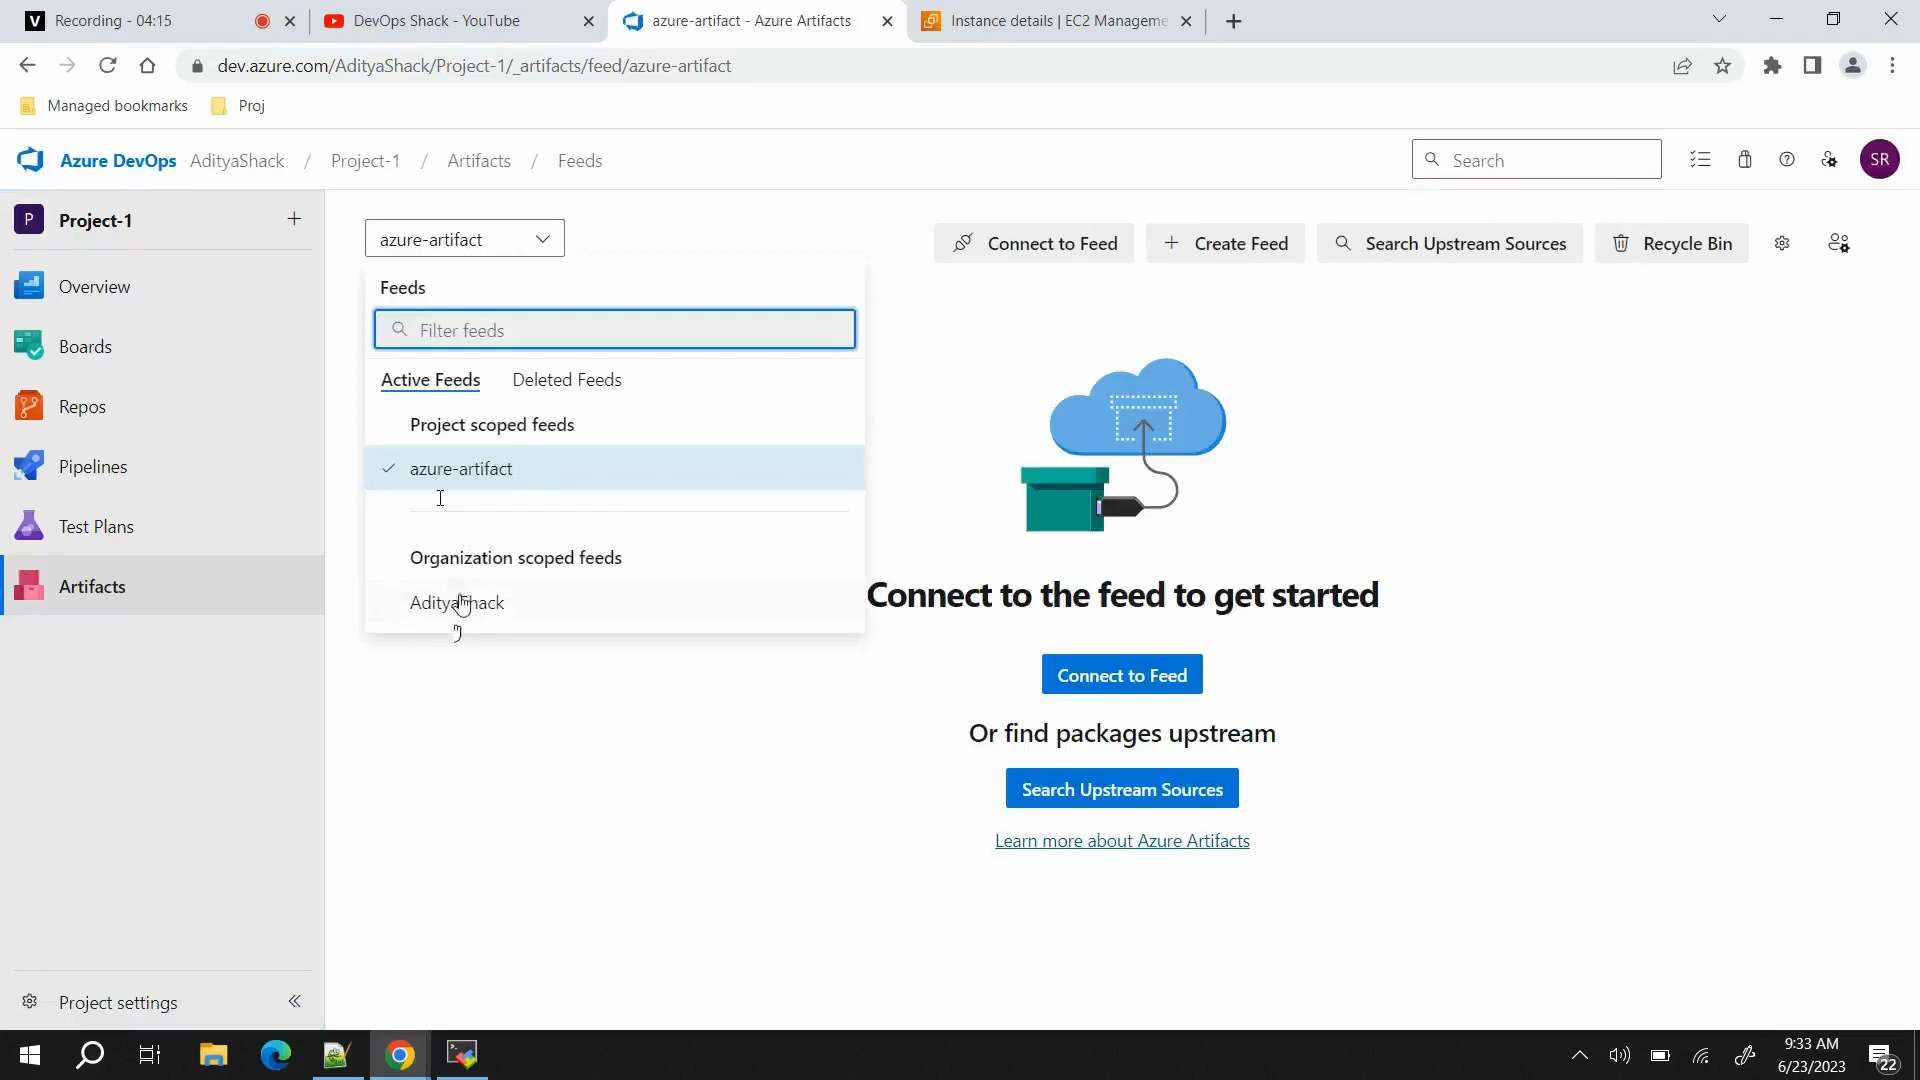 Recording - 04:15
DevOps Shack - YouTube
azure-artifact - Azure Artifacts
Instance details | EC2 Manageme
dev.azure.com/AdityaShack/Project-1/_artifacts/feed/azure-artifact
Managed bookmarks
Proj
Azure DevOps AdityaShack / Project-1 / Artifacts / Feeds
Search
SR
P Project-1
Overview
Boards
Repos
Pipelines
Test Plans
Artifacts
Project settings
azure-artifact
Connect to Feed
Create Feed
Search Upstream Sources
Recycle Bin
Feeds
Filter feeds
Active Feeds
Deleted Feeds
Project scoped feeds
azure-artifact
Organization scoped feeds
AdityaShack
Connect to the feed to get started
Connect to Feed
Or find packages upstream
Search Upstream Sources
Learn more about Azure Artifacts
9:33 AM
6/23/2023
22